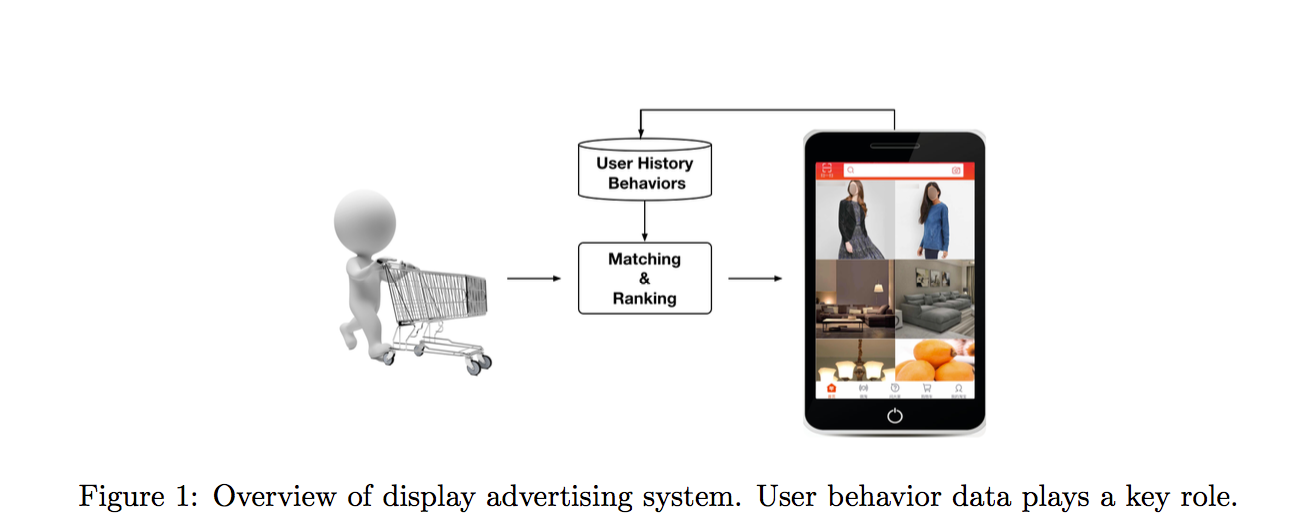 User History
Behaviors
Matching
&
Ranking
Figure 1: Overview of display advertising system. User behavior data plays a key role.